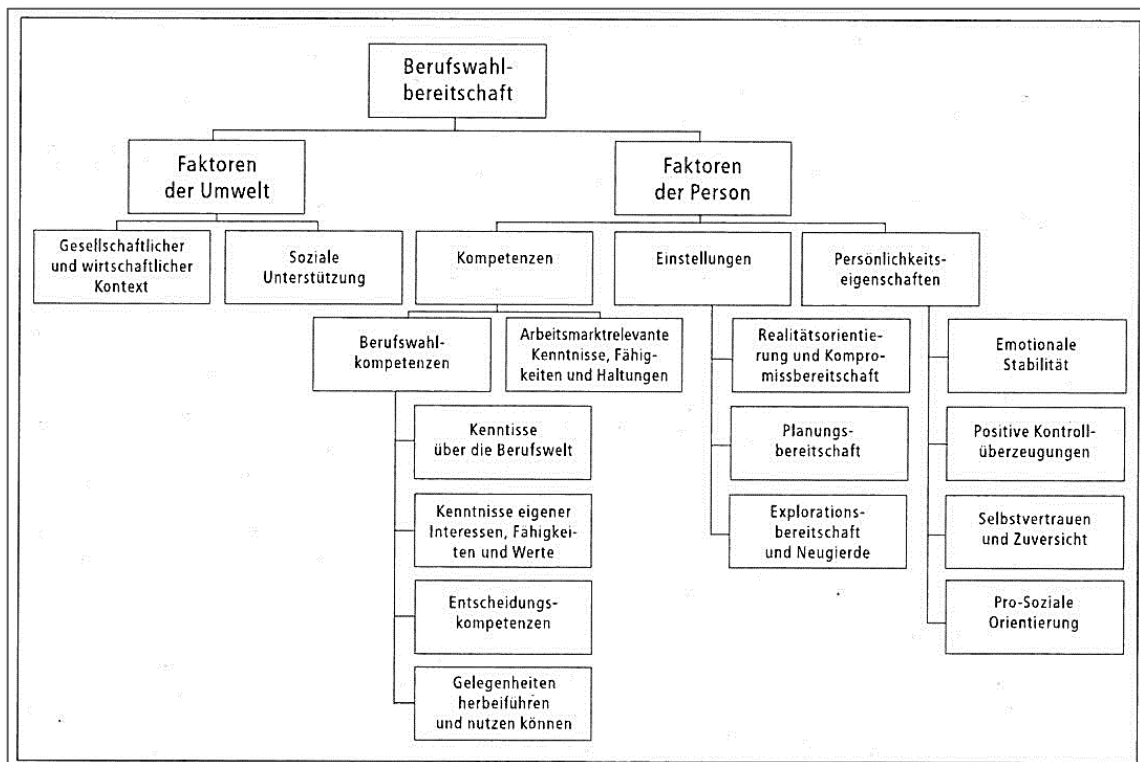 Berufswahl-
bereitschaft
Faktoren
der Umwelt
Faktoren
der Person
Gesellschaftlicher
und wirtschaftlicher
Kontext
Soziale
Unterstützung
Kompetenzen
Einstellungen
Persönlichkeits-
eigenschaften
Berufswahl-
kompetenzen
Arbeitsmarktrelevante
Kenntnisse, Fähig-
keiten und Haltungen
Kenntisse
über die Berufswelt
Kenntnisse eigener
Interessen, Fähigkei-
ten und Werte
Entscheidungs-
kompetenzen
Gelegenheiten
herbeiführen
und nutzen können
Realitätsorientie-
rung und Kompro-
missbereitschaft
Planungs-
bereitschaft
Explorations-
bereitschaft
und Neugierde
Emotionale
Stabilität
Positive Kontroll-
überzeugungen
Selbstvertrauen
und Zuversicht
Pro-Soziale
Orientierung